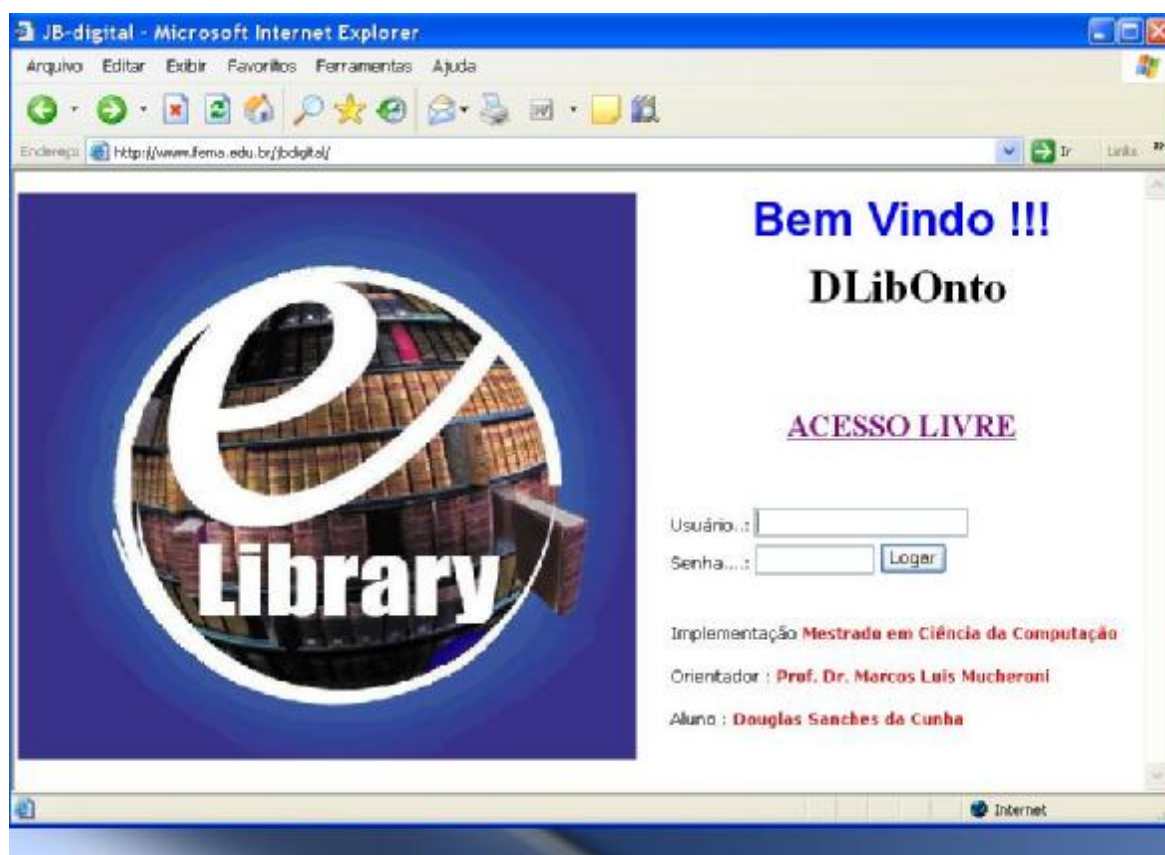 JB-digital - Microsoft Internet Explorer
Arquivo Editar Exibir Favoritos Ferramentas Ajuda
Endereço http://www.fema.edu.br/jbdigital/ Ir Links »
Bem Vindo !!!
DLibOnto
ACESSO LIVRE
e
Library
Usuário..:
Senha....: Logar
Implementação Mestrado em Ciência da Computação
Orientador : Prof. Dr. Marcos Luis Mucheroni
Aluno : Douglas Sanches da Cunha
Internet